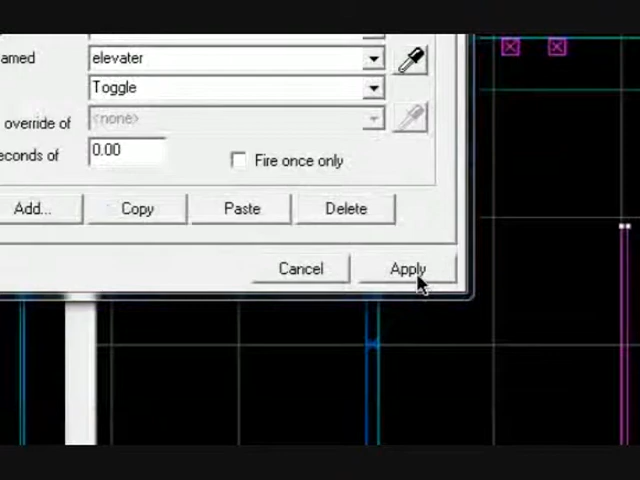 amed elevater
Toggle
override of <none>
econds of 0.00 Fire once only
Add... Copy Paste Delete
Cancel Apply